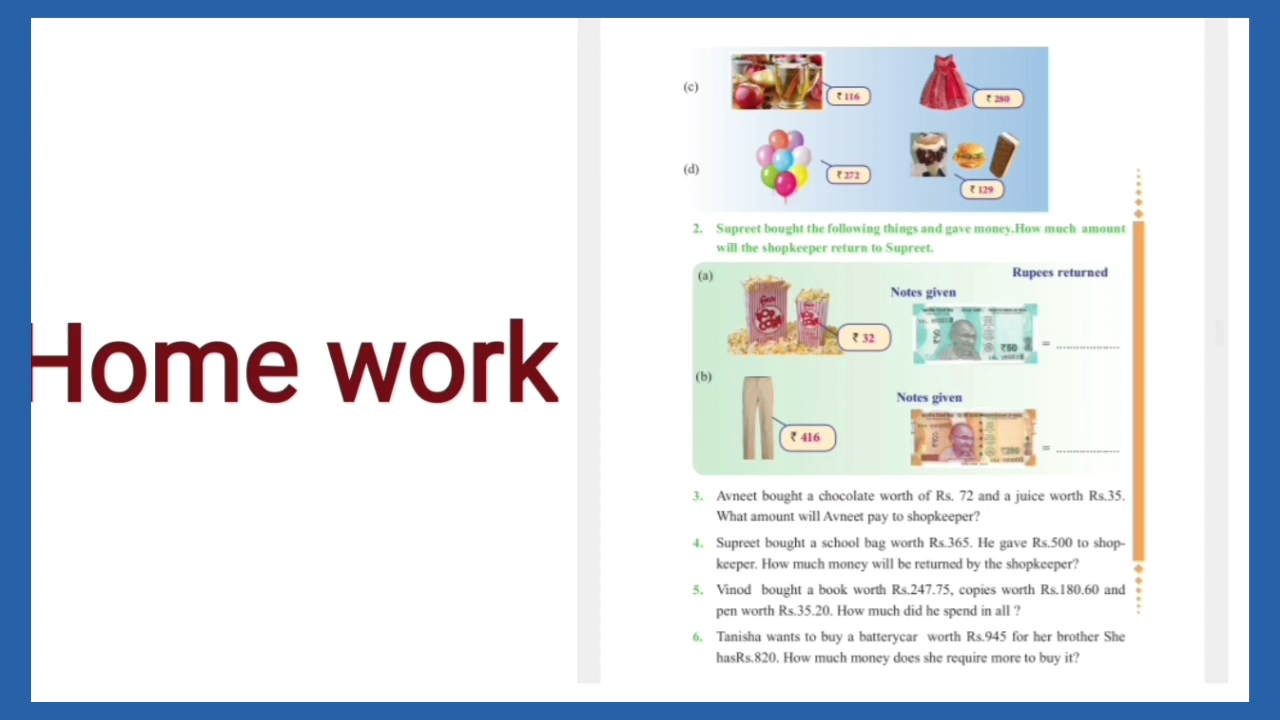 Home work
(c)
₹ 116
₹ 280
(d)
₹ 272
₹ 129
2. Supreet bought the following things and gave money.How much amount
will the shopkeeper return to Supreet.
(a)
Rupees returned
Notes given
₹ 32
₹50
= ....................
(b)
Notes given
₹ 416
= ....................
3. Avneet bought a chocolate worth of Rs. 72 and a juice worth Rs.35.
What amount will Avneet pay to shopkeeper?
4. Supreet bought a school bag worth Rs.365. He gave Rs.500 to shop-
keeper. How much money will be returned by the shopkeeper?
5. Vinod bought a book worth Rs.247.75, copies worth Rs.180.60 and
pen worth Rs.35.20. How much did he spend in all ?
6. Tanisha wants to buy a batterycar worth Rs.945 for her brother She
hasRs.820. How much money does she require more to buy it?